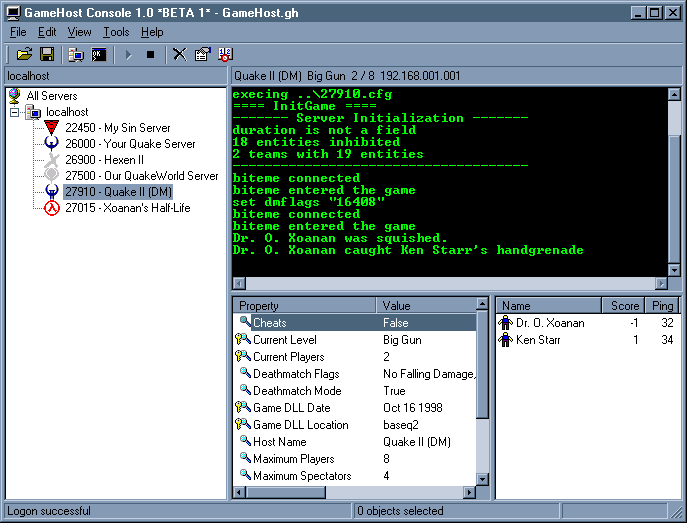 GameHost Console 1.0 *BETA 1* - GameHost.gh
File Edit View Tools Help
localhost
Quake II (DM) Big Gun 2 / 8 192.168.001.001
All Servers
localhost
22450 - My Sin Server
26000 - Your Quake Server
26900 - Hexen II
27500 - Our QuakeWorld Server
27910 - Quake II (DM)
27015 - Xoanan's Half-Life
execing ..\27910.cfg
==== InitGame ====
------- Server Initialization -------
duration is not a field
18 entities inhibited
2 teams with 19 entities
-------------------------------------
biteme connected
biteme entered the game
set dmflags "16408"
biteme connected
biteme entered the game
Dr. O. Xoanan was squished.
Dr. O. Xoanan caught Ken Starr's handgrenade
Property Value
Cheats False
Current Level Big Gun
Current Players 2
Deathmatch Flags No Falling Damage,
Deathmatch Mode True
Game DLL Date Oct 16 1998
Game DLL Location baseq2
Host Name Quake II (DM)
Maximum Players 8
Maximum Spectators 4
Name Score Ping
Dr. O. Xoanan -1 32
Ken Starr 1 34
Logon successful
0 objects selected